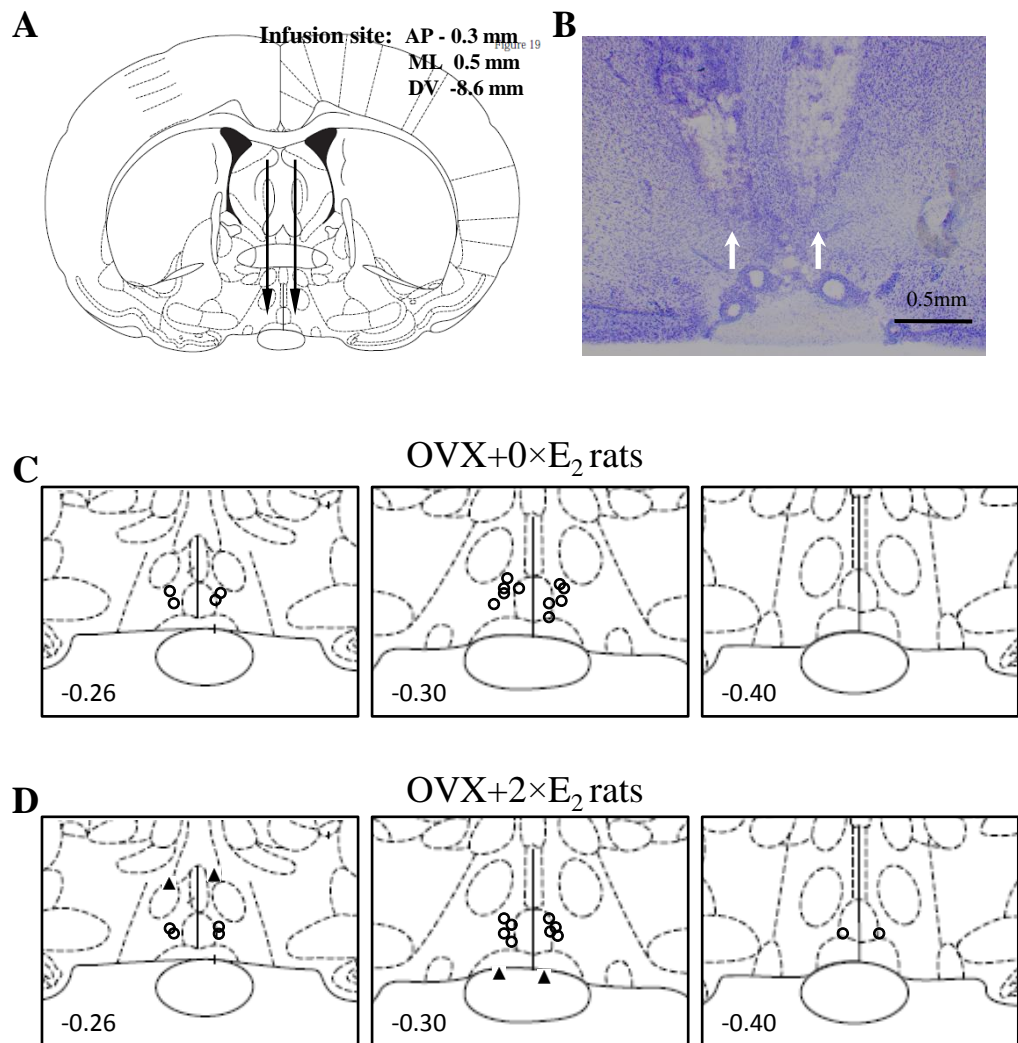 A
Infusion site: AP - 0.3 mm
Figure 19
ML 0.5 mm
DV -8.6 mm
B
0.5mm
C
OVX+0×E₂ rats
-0.26
-0.30
-0.40
D
OVX+2×E₂ rats
-0.26
-0.30
-0.40